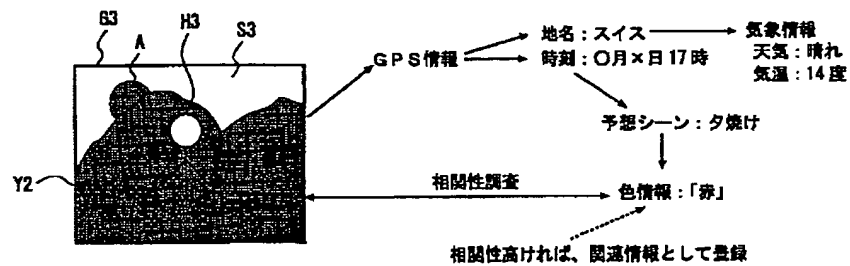 G3
A
H3
S3
Y2
GPS情報
地名：スイス
時刻：〇月×日17時
気象情報
天気：晴れ
気温：14度
予想シーン：夕焼け
相関性調査
色情報：「赤」
相関性高ければ、関連情報として登録